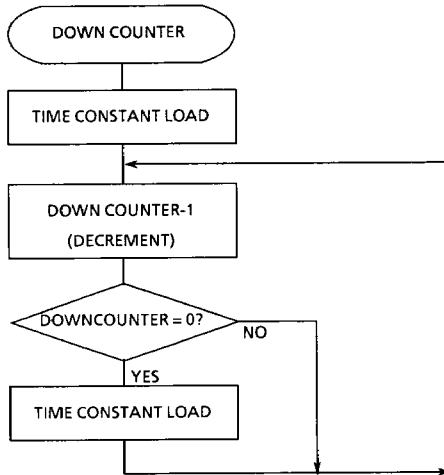 DOWN COUNTER
TIME CONSTANT LOAD
DOWN COUNTER-1
(DECREMENT)
DOWNCOUNTER = 0?
NO
YES
TIME CONSTANT LOAD